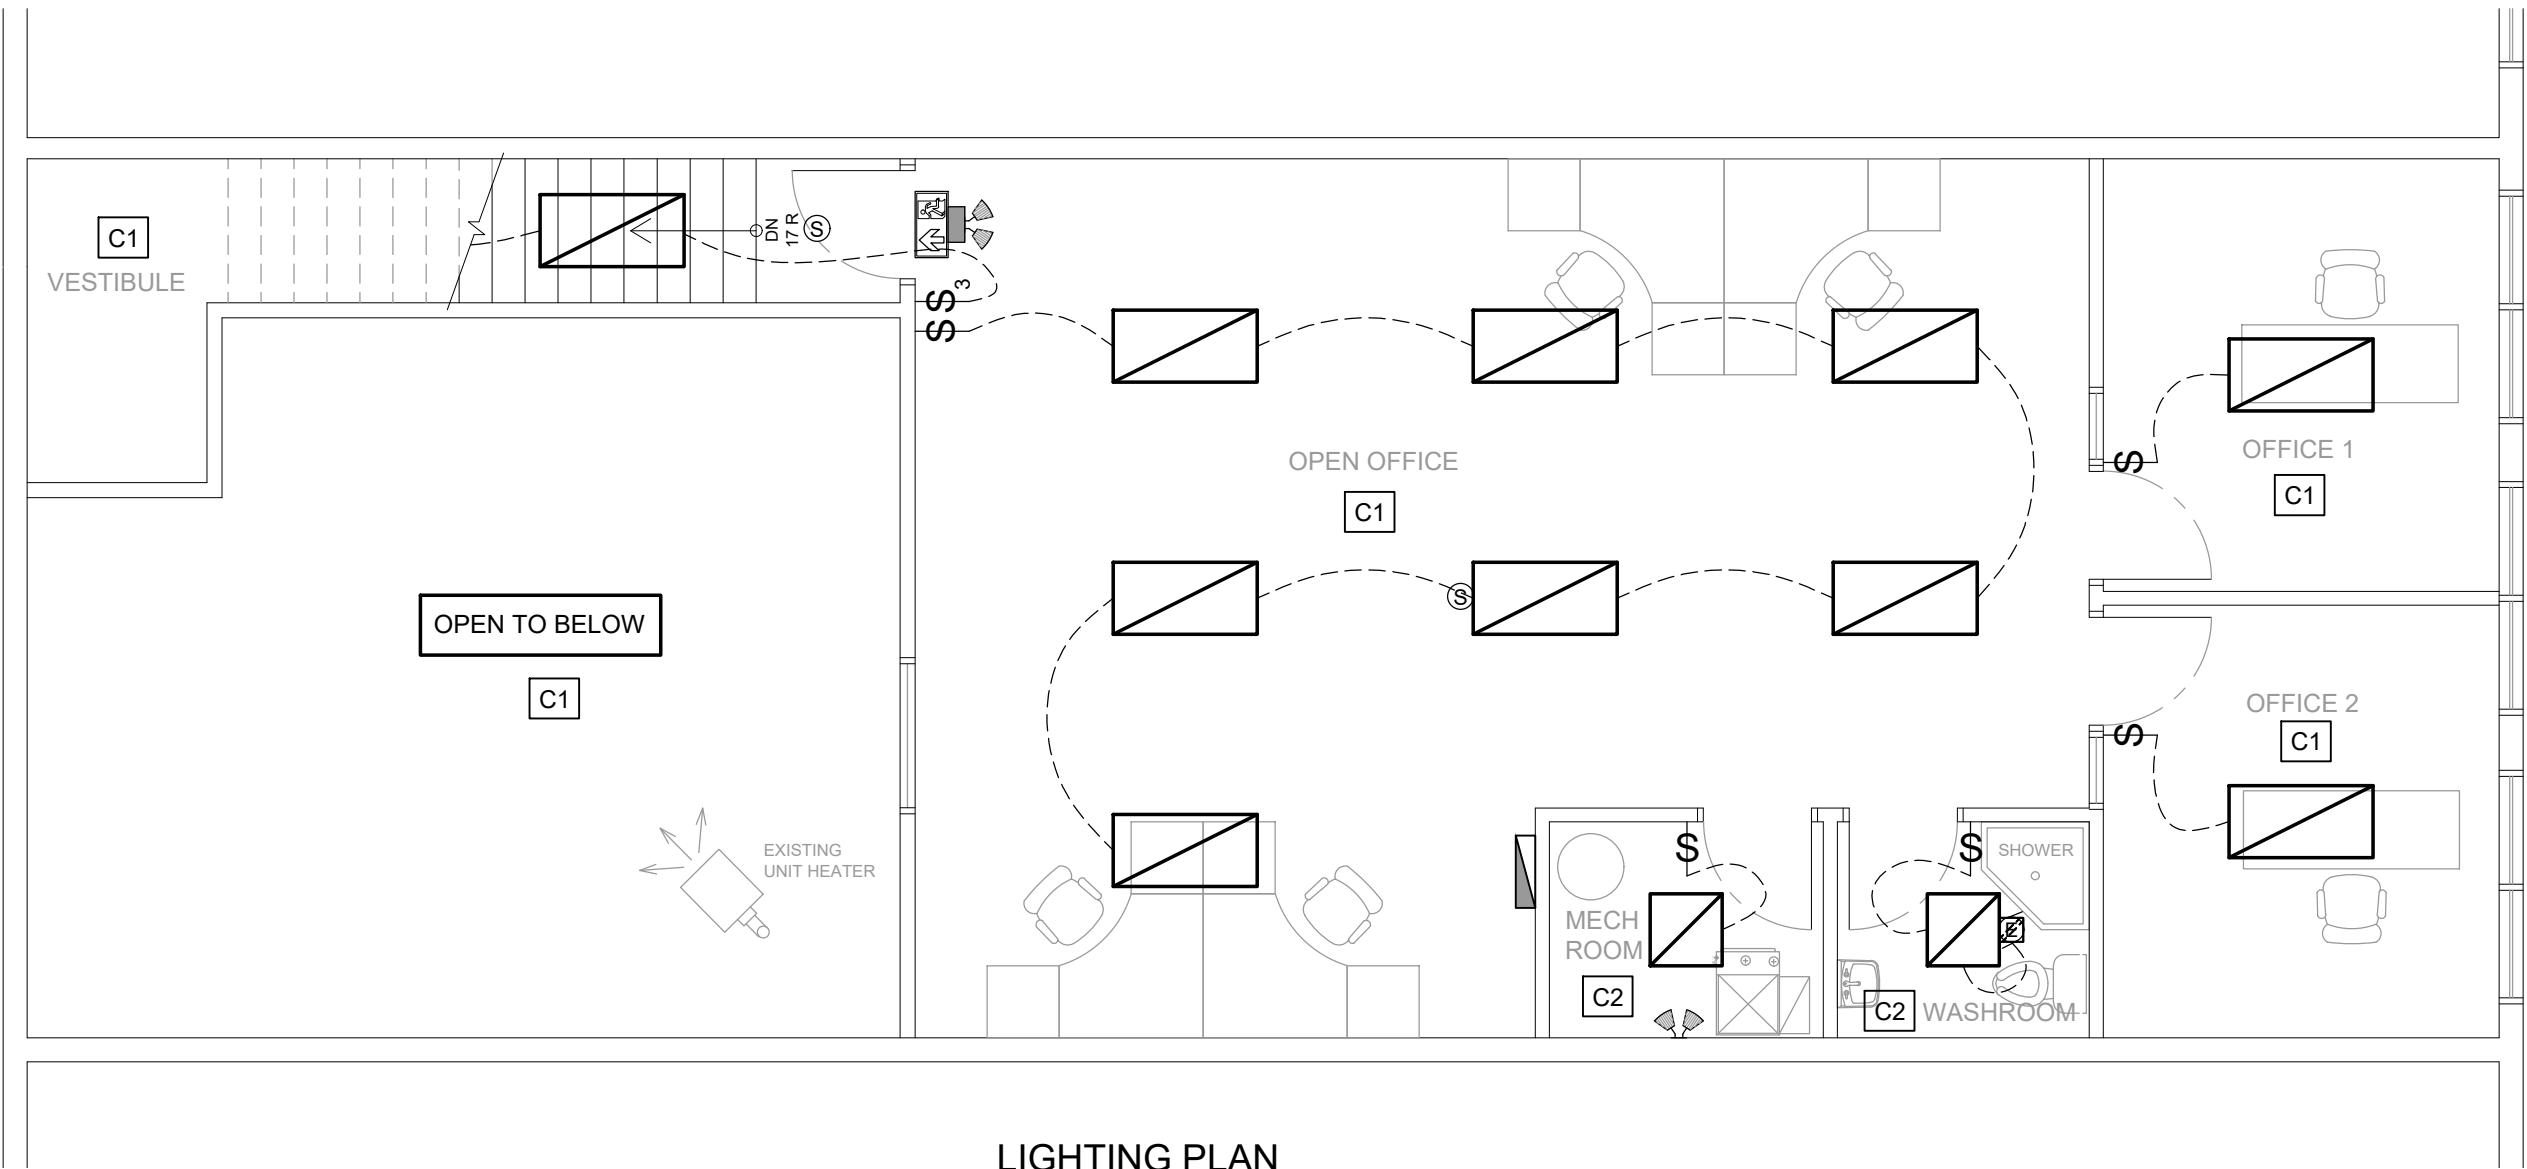 C1
VESTIBULE
DN
17 R
S
S
3
S
OPEN OFFICE
C1
S
S
OFFICE 1
C1
OPEN TO BELOW
C1
S
OFFICE 2
C1
EXISTING
UNIT HEATER
S
MECH
ROOM
C2
S
SHOWER
E
C2
WASHROOM
LIGHTING PLAN